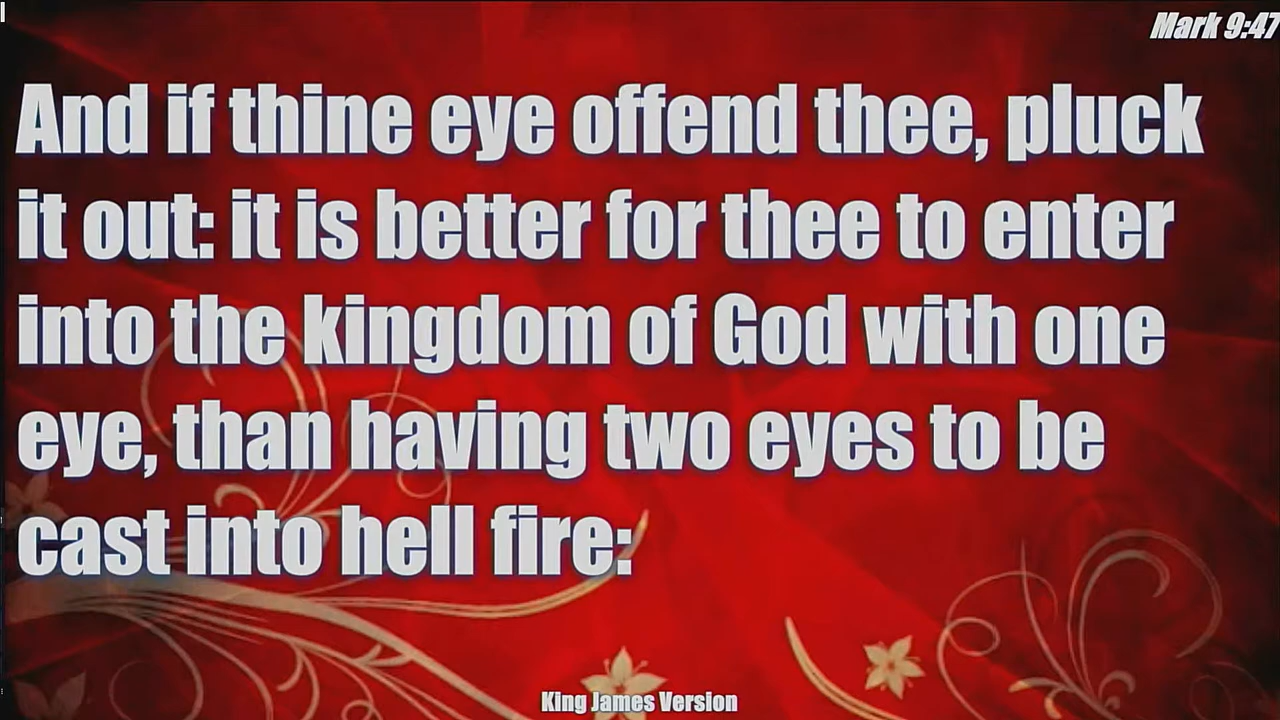 Mark 9:47
And if thine eye offend thee, pluck
it out: it is better for thee to enter
into the kingdom of God with one
eye, than having two eyes to be
cast into hell fire:
King James Version